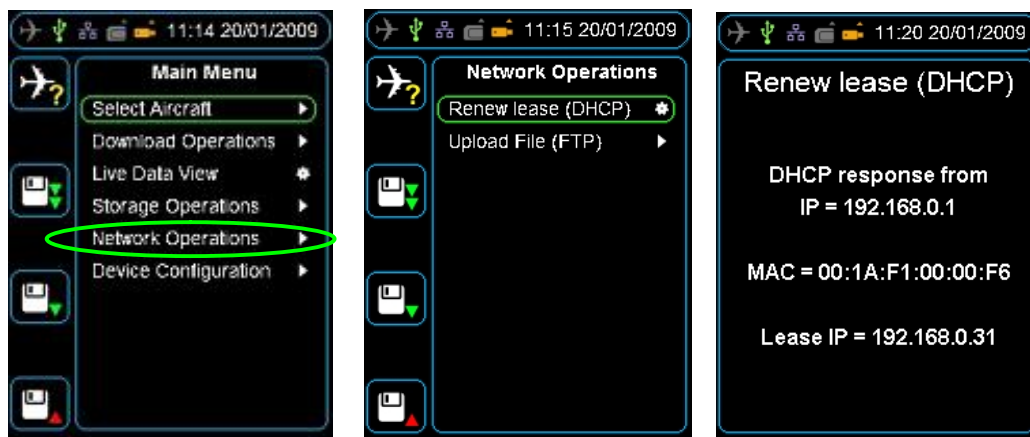 11:14 20/01/2009
?
Main Menu
Select Aircraft
Download Operations
Live Data View
Storage Operations
Network Operations
Device Configuration
11:15 20/01/2009
?
Network Operations
Renew lease (DHCP)
Upload File (FTP)
11:20 20/01/2009
Renew lease (DHCP)
DHCP response from
IP = 192.168.0.1
MAC = 00:1A:F1:00:00:F6
Lease IP = 192.168.0.31